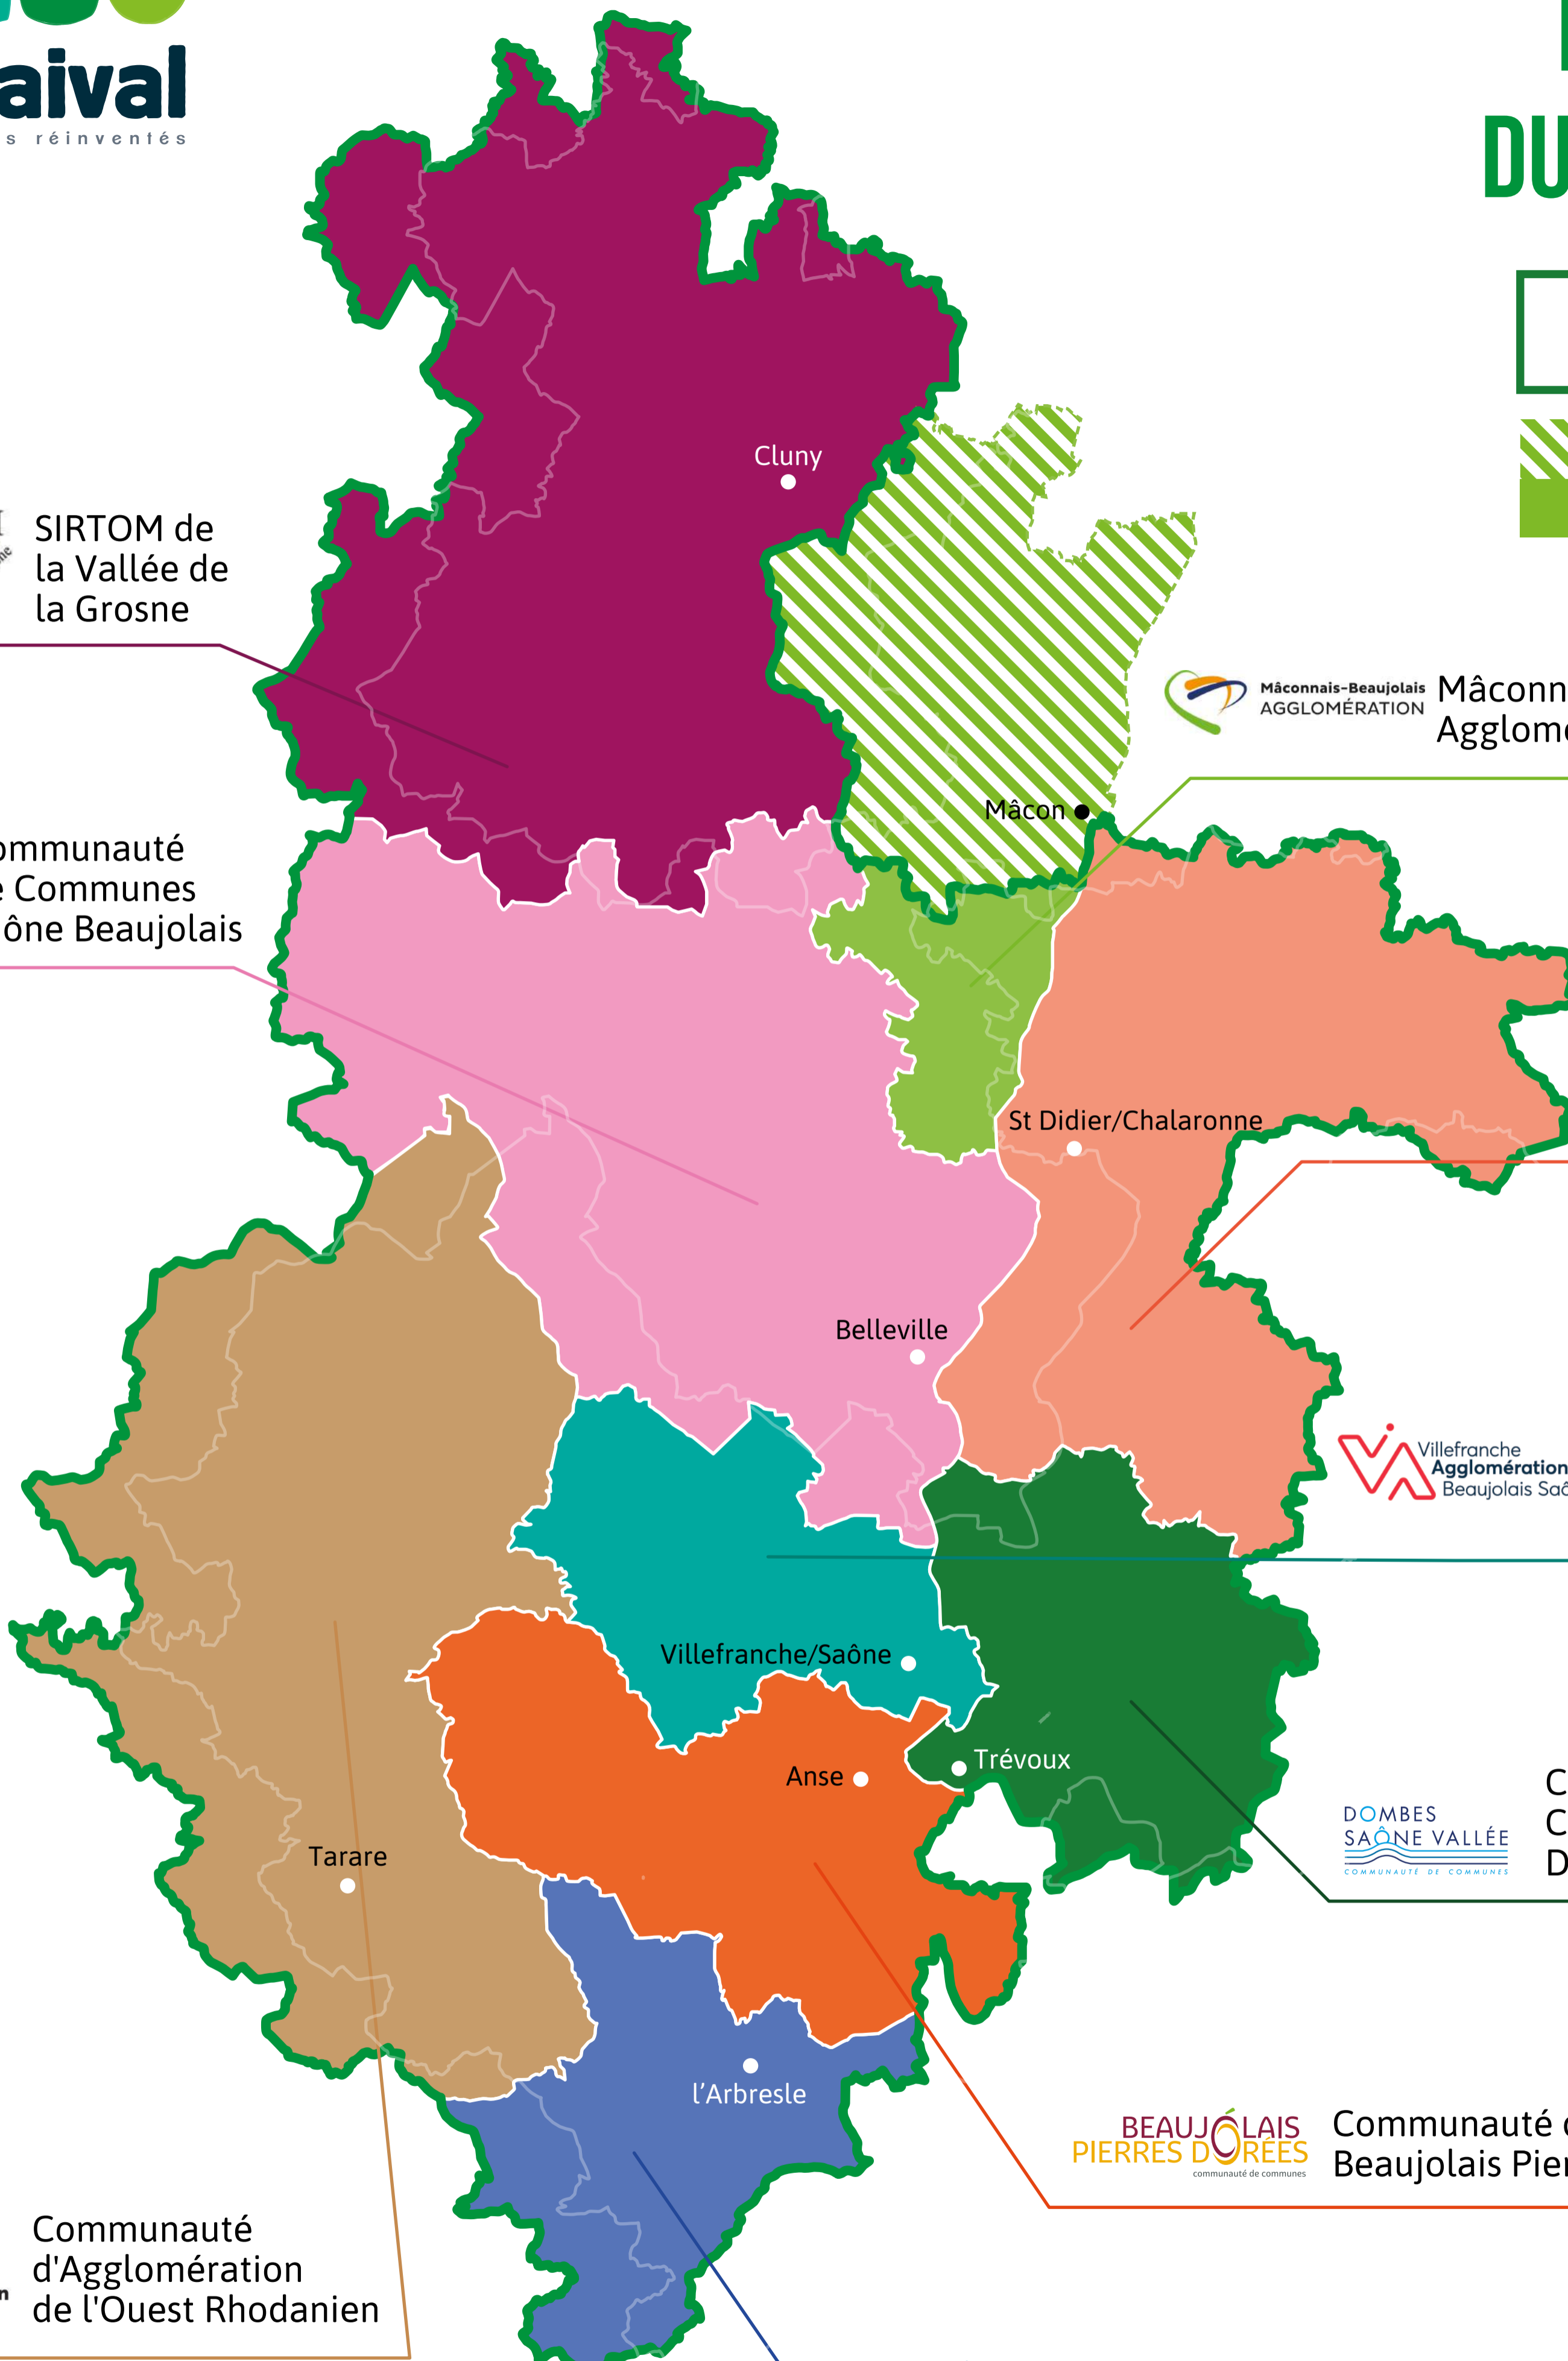 aival
s réinventés
DU
Cluny
SIRTOM de
la Vallée de
la Grosne
Mâconnais-Beaujolais
AGGLOMÉRATION
Mâconn
Agglom
Mâcon
ommunauté
Communes
ône Beaujolais
St Didier/Chalaronne
Belleville
Villefranche
Agglomération
Beaujolais Saô
Villefranche/Saône
Anse
Trévoux
DOMBES
SAÔNE VALLÉE
COMMUNAUTÉ DE COMMUNES
C
C
D
Tarare
l'Arbresle
BEAUJOLAIS
PIERRES DORÉES
communauté de communes
Communauté
Beaujolais Pier
Communauté
d'Agglomération
de l'Ouest Rhodanien
n